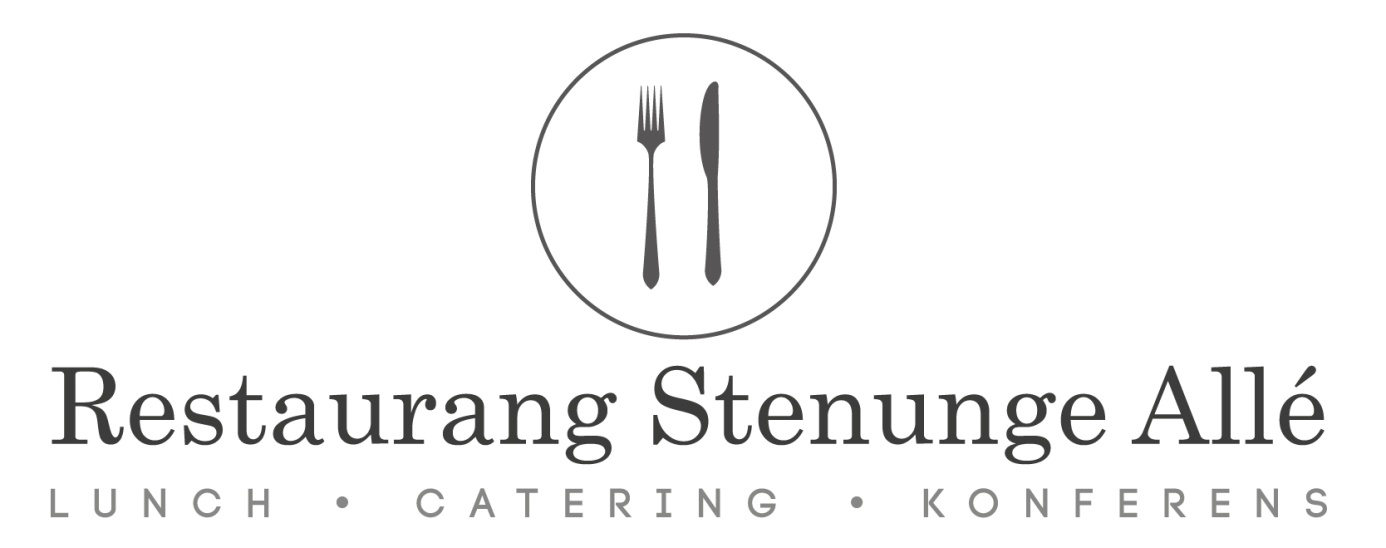 Restaurang Stenunge Allé
LUNCH • CATERING • KONFERENS